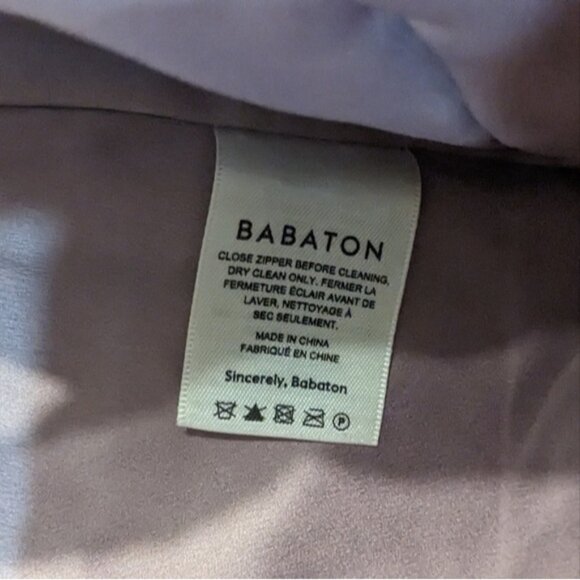 BABATON
CLOSE ZIPPER BEFORE CLEANING.
DRY CLEAN ONLY. FERMER LA
FERMETURE ÉCLAIR AVANT DE
LAVER, NETTOYAGE À
SEC SEULEMENT.
MADE IN CHINA
FABRIQUÉ EN CHINE
Sincerely, Babaton
P